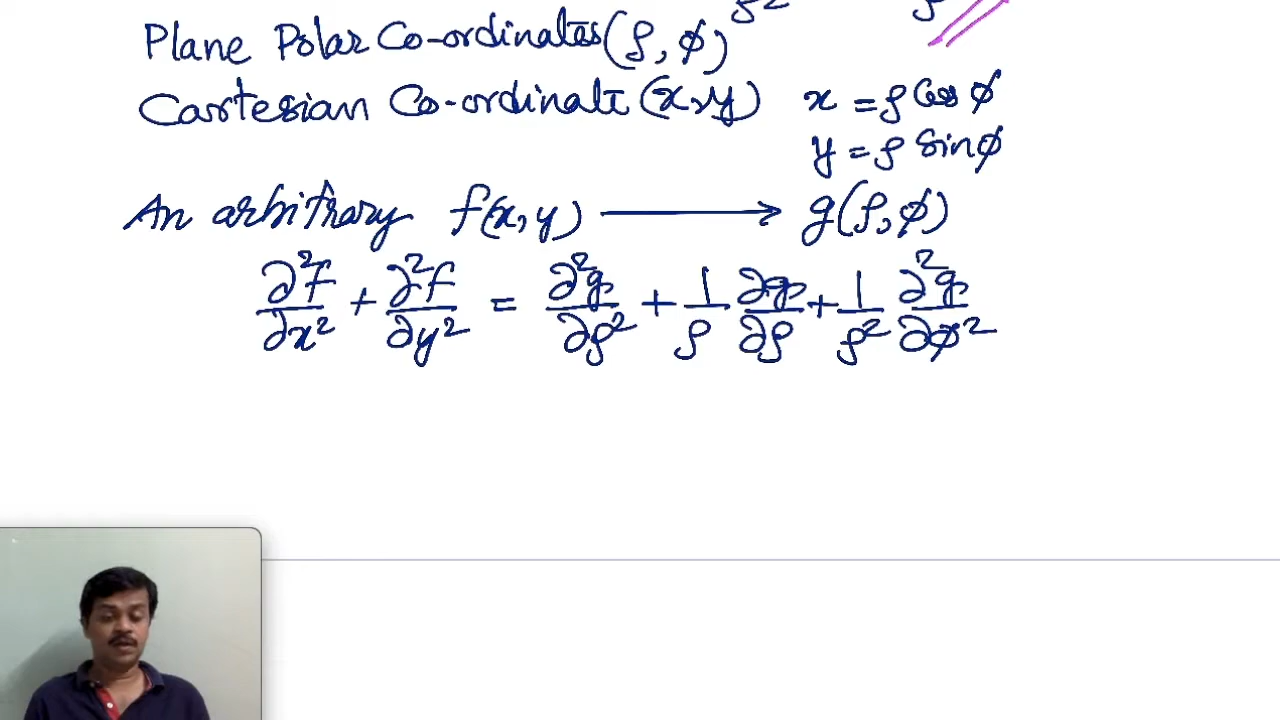 ρ² ρ
Plane Polar Co-ordinates (ρ, φ)
Cartesian Co-ordinate (x, y) x = ρ Cos φ
y = ρ Sin φ
An arbitrary f(x, y) ⟶ g(ρ, φ)
∂²f/∂x² + ∂²f/∂y² = ∂²g/∂ρ² + 1/ρ ∂g/∂ρ + 1/ρ² ∂²g/∂φ²